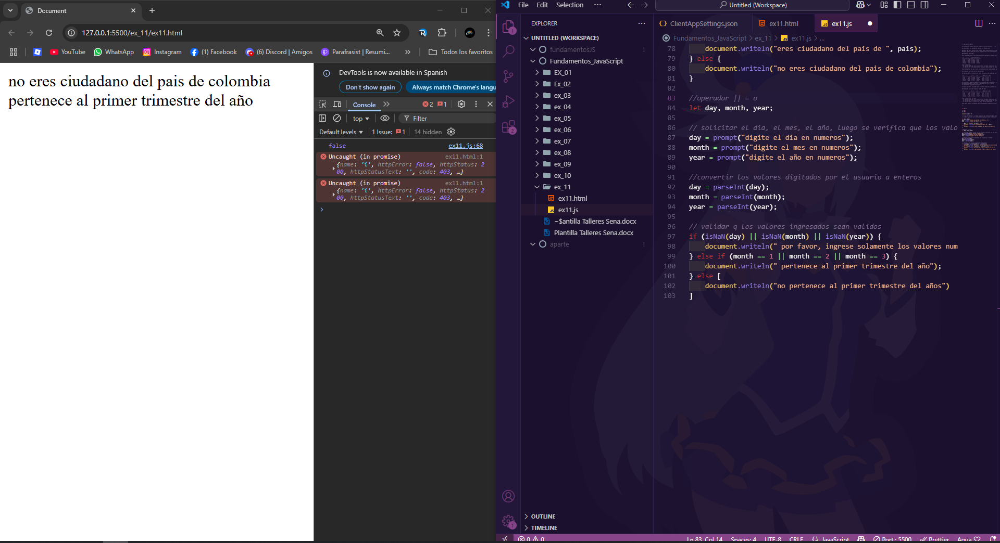 Document
127.0.0.1:5500/ex_11/ex11.html
YouTube
WhatsApp
Instagram
(1) Facebook
(6) Discord | Amigos
Parafrasist | Resumi...
Todos los favoritos
no eres ciudadano del pais de colombia
pertenece al primer trimestre del año
DevTools is now available in Spanish
Don't show again
Always match Chrome's langu
Console
2
1
top
Filter
Default levels
1 Issue:
1
14 hidden
false
ex11.js:68
Uncaught (in promise)
ex11.html:1
{name: 'i', httpError: false, httpStatus: 2
00, httpStatusText: '', code: 403, …}
Uncaught (in promise)
ex11.html:1
{name: 'i', httpError: false, httpStatus: 2
00, httpStatusText: '', code: 403, …}
File Edit Selection ···
Untitled (Workspace)
EXPLORER
UNTITLED (WORKSPACE)
fundamentosJS !
Fundamentos_JavaScript
EX_01
Ex_02
ex_03
ex_04
ex_05
ex_06
ex_07
ex_08
ex_09
ex_10
ex_11
ex11.html
ex11.js
~$antilla Talleres Sena.docx
Plantilla Talleres Sena.docx
aparte !
OUTLINE
TIMELINE
1
2
1
ClientAppSettings.json
ex11.html
ex11.js
Fundamentos_JavaScript > ex_11 > ex11.js > ...
78 document.writeln("eres ciudadano del pais de ", pais);
79 } else {
80 document.writeln("no eres ciudadano del pais de colombia");
81 }
82
83 //operador || = o
84 let day, month, year;
85
86 // solicitar el dia, el mes, el año, luego se verifica que los valo
87 day = prompt("digite el dia en numeros");
88 month = prompt("digite el mes en numeros");
89 year = prompt("digite el año en numeros");
90
91 //convertir los valores digitados por el usuario a enteros
92 day = parseInt(day);
93 month = parseInt(month);
94 year = parseInt(year);
95
96 // validar q los valores ingresados sean validos
97 if (isNaN(day) || isNaN(month) || isNaN(year)) {
98 document.writeln(" por favor, ingrese solamente los valores num
99 } else if (month == 1 || month == 2 || month == 3) {
100 document.writeln(" pertenece al primer trimestre del año");
101 } else [
102 document.writeln("no pertenece al primer trimestre del años")
103 ]
0 0
Ln 83, Col 14
Spaces: 4
UTF-8
CRLF
{} JavaScript
Port : 5500
Prettier
Aqua